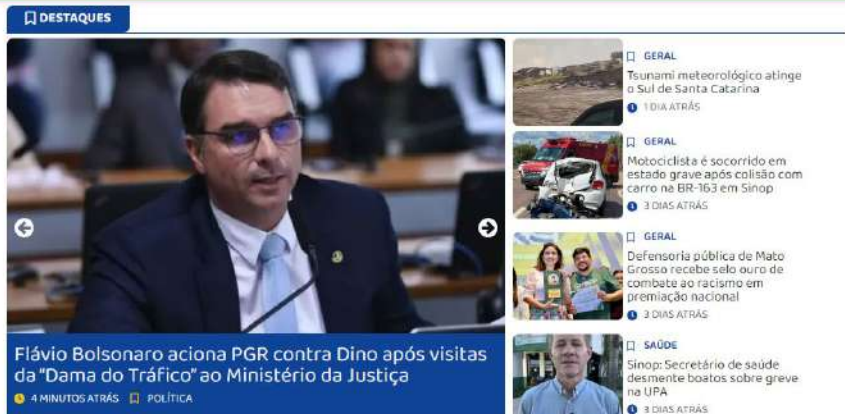 DESTAQUES
Flávio Bolsonaro aciona PGR contra Dino após visitas
da "Dama do Tráfico" ao Ministério da Justiça
4 MINUTOS ATRÁS POLÍTICA
GERAL
Tsunami meteorológico atinge
o Sul de Santa Catarina
1 DIA ATRÁS
GERAL
Motociclista é socorrido em
estado grave após colisão com
carro na BR-163 em Sinop
3 DIAS ATRÁS
GERAL
Defensoria pública de Mato
Grosso recebe selo ouro de
combate ao racismo em
premiação nacional
3 DIAS ATRÁS
SAÚDE
Sinop: Secretário de saúde
desmente boatos sobre greve
na UPA
3 DIAS ATRÁS